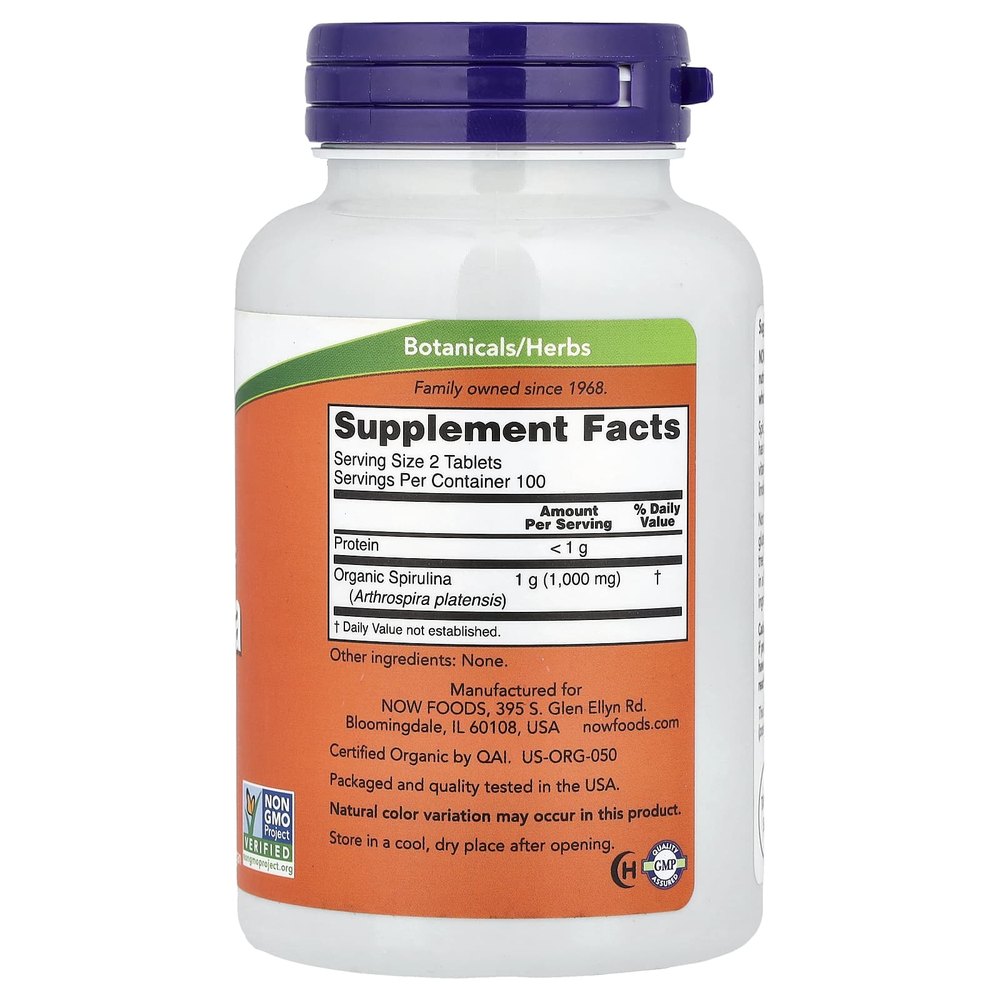 Botanicals/Herbs
Family owned since 1968.
Supplement Facts
Serving Size 2 Tablets
Servings Per Container 100
Amount Per Serving
% Daily Value
Protein < 1 g
Organic Spirulina 1 g (1,000 mg) †
(Arthrospira platensis)
† Daily Value not established.
Other ingredients: None.
Manufactured for
NOW FOODS, 395 S. Glen Ellyn Rd.
Bloomingdale, IL 60108, USA nowfoods.com
Certified Organic by QAI. US-ORG-050
Packaged and quality tested in the USA.
Natural color variation may occur in this product.
Store in a cool, dry place after opening.
NON
GMO
Project
VERIFIED
nongmoproject.org
H
QUALITY
GMP
ASSURED